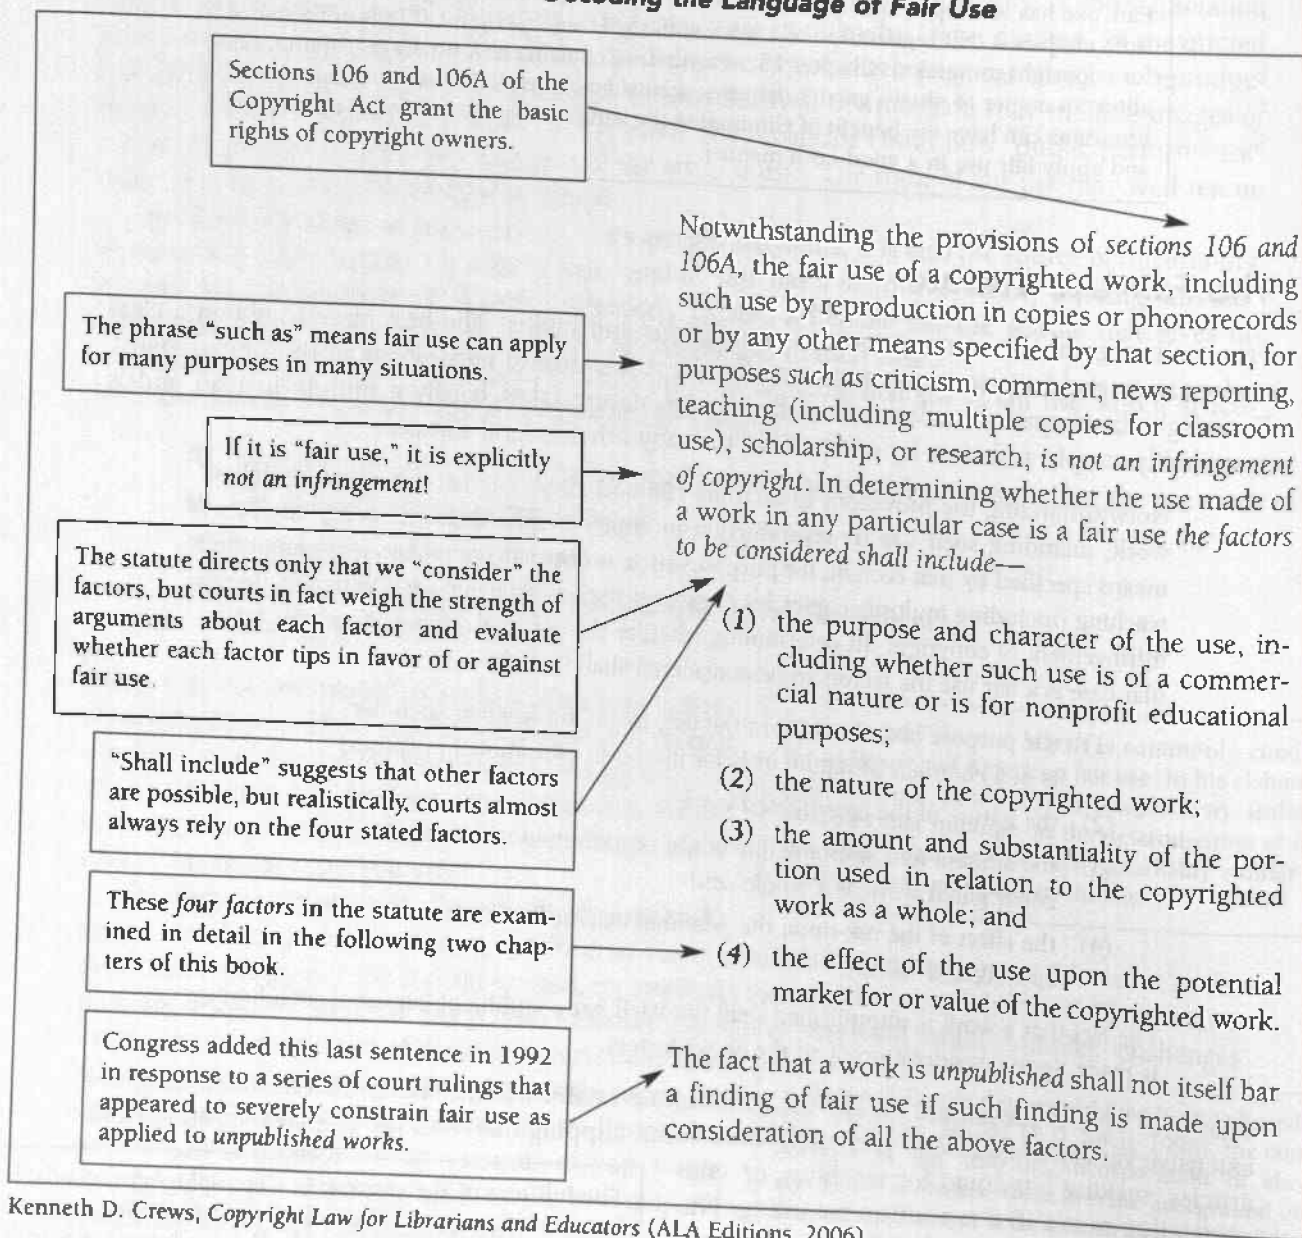 the Language of Fair Use
Sections 106 and 106A of the
Copyright Act grant the basic
rights of copyright owners.
The phrase “such as” means fair use can apply
for many purposes in many situations.
If it is “fair use,” it is explicitly
not an infringement!
The statute directs only that we “consider” the
factors, but courts in fact weigh the strength of
arguments about each factor and evaluate
whether each factor tips in favor of or against
fair use.
“Shall include” suggests that other factors
are possible, but realistically, courts almost
always rely on the four stated factors.
These four factors in the statute are exam-
ined in detail in the following two chap-
ters of this book.
Congress added this last sentence in 1992
in response to a series of court rulings that
appeared to severely constrain fair use as
applied to unpublished works.
Notwithstanding the provisions of sections 106 and
106A, the fair use of a copyrighted work, including
such use by reproduction in copies or phonorecords
or by any other means specified by that section, for
purposes such as criticism, comment, news reporting,
teaching (including multiple copies for classroom
use), scholarship, or research, is not an infringement
of copyright. In determining whether the use made of
a work in any particular case is a fair use the factors
to be considered shall include—
(1) the purpose and character of the use, in-
cluding whether such use is of a commer-
cial nature or is for nonprofit educational
purposes;
(2) the nature of the copyrighted work;
(3) the amount and substantiality of the por-
tion used in relation to the copyrighted
work as a whole; and
(4) the effect of the use upon the potential
market for or value of the copyrighted work.
The fact that a work is unpublished shall not itself bar
a finding of fair use if such finding is made upon
consideration of all the above factors.
Kenneth D. Crews, Copyright Law for Librarians and Educators (ALA Editions, 2006)